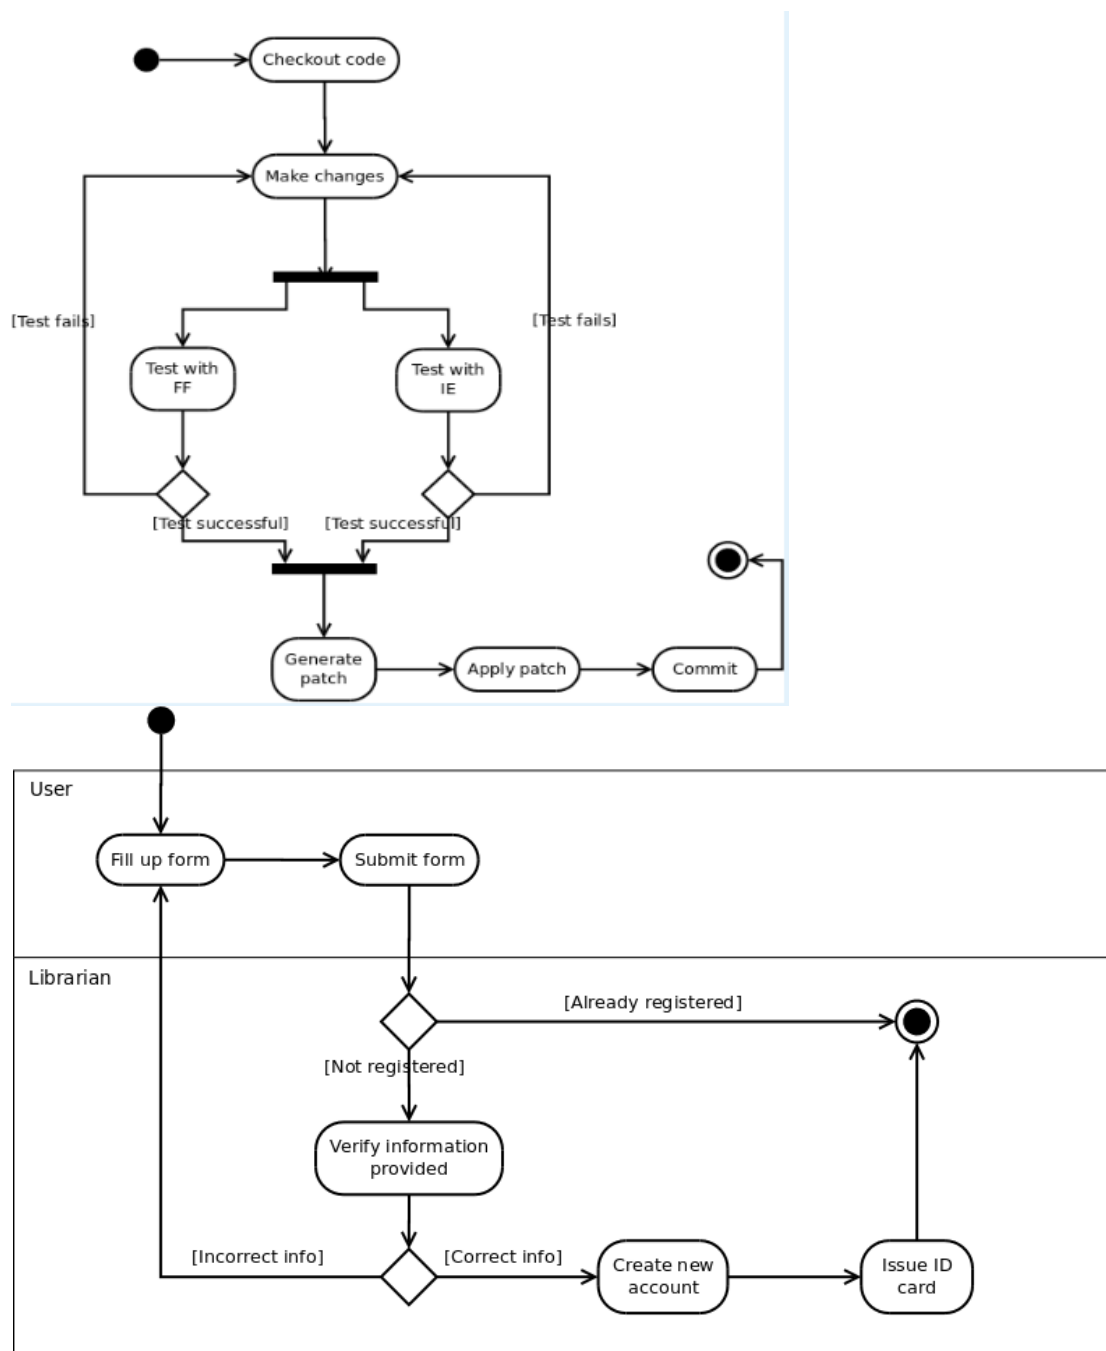 Checkout code
Make changes
[Test fails]
[Test fails]
Test with
FF
Test with
IE
[Test successful]
[Test successful]
Generate
patch
Apply patch
Commit
User
Fill up form
Submit form
Librarian
[Already registered]
[Not registered]
Verify information
provided
[Incorrect info]
[Correct info]
Create new
account
Issue ID
card